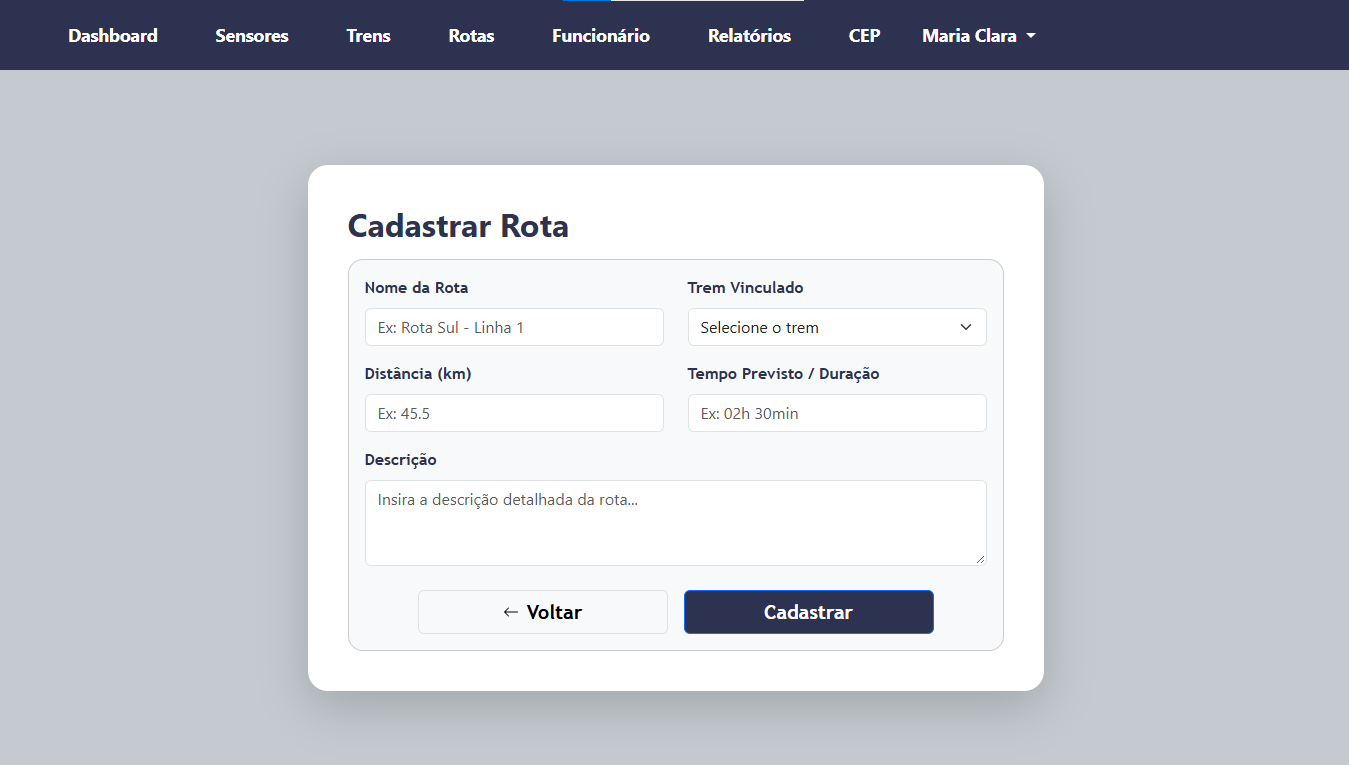 Dashboard Sensores Trens Rotas Funcionário Relatórios CEP Maria Clara
Cadastrar Rota
Nome da Rota Trem Vinculado
Ex: Rota Sul - Linha 1 Selecione o trem
Distância (km) Tempo Previsto / Duração
Ex: 45.5 Ex: 02h 30min
Descrição
Insira a descrição detalhada da rota...
← Voltar Cadastrar